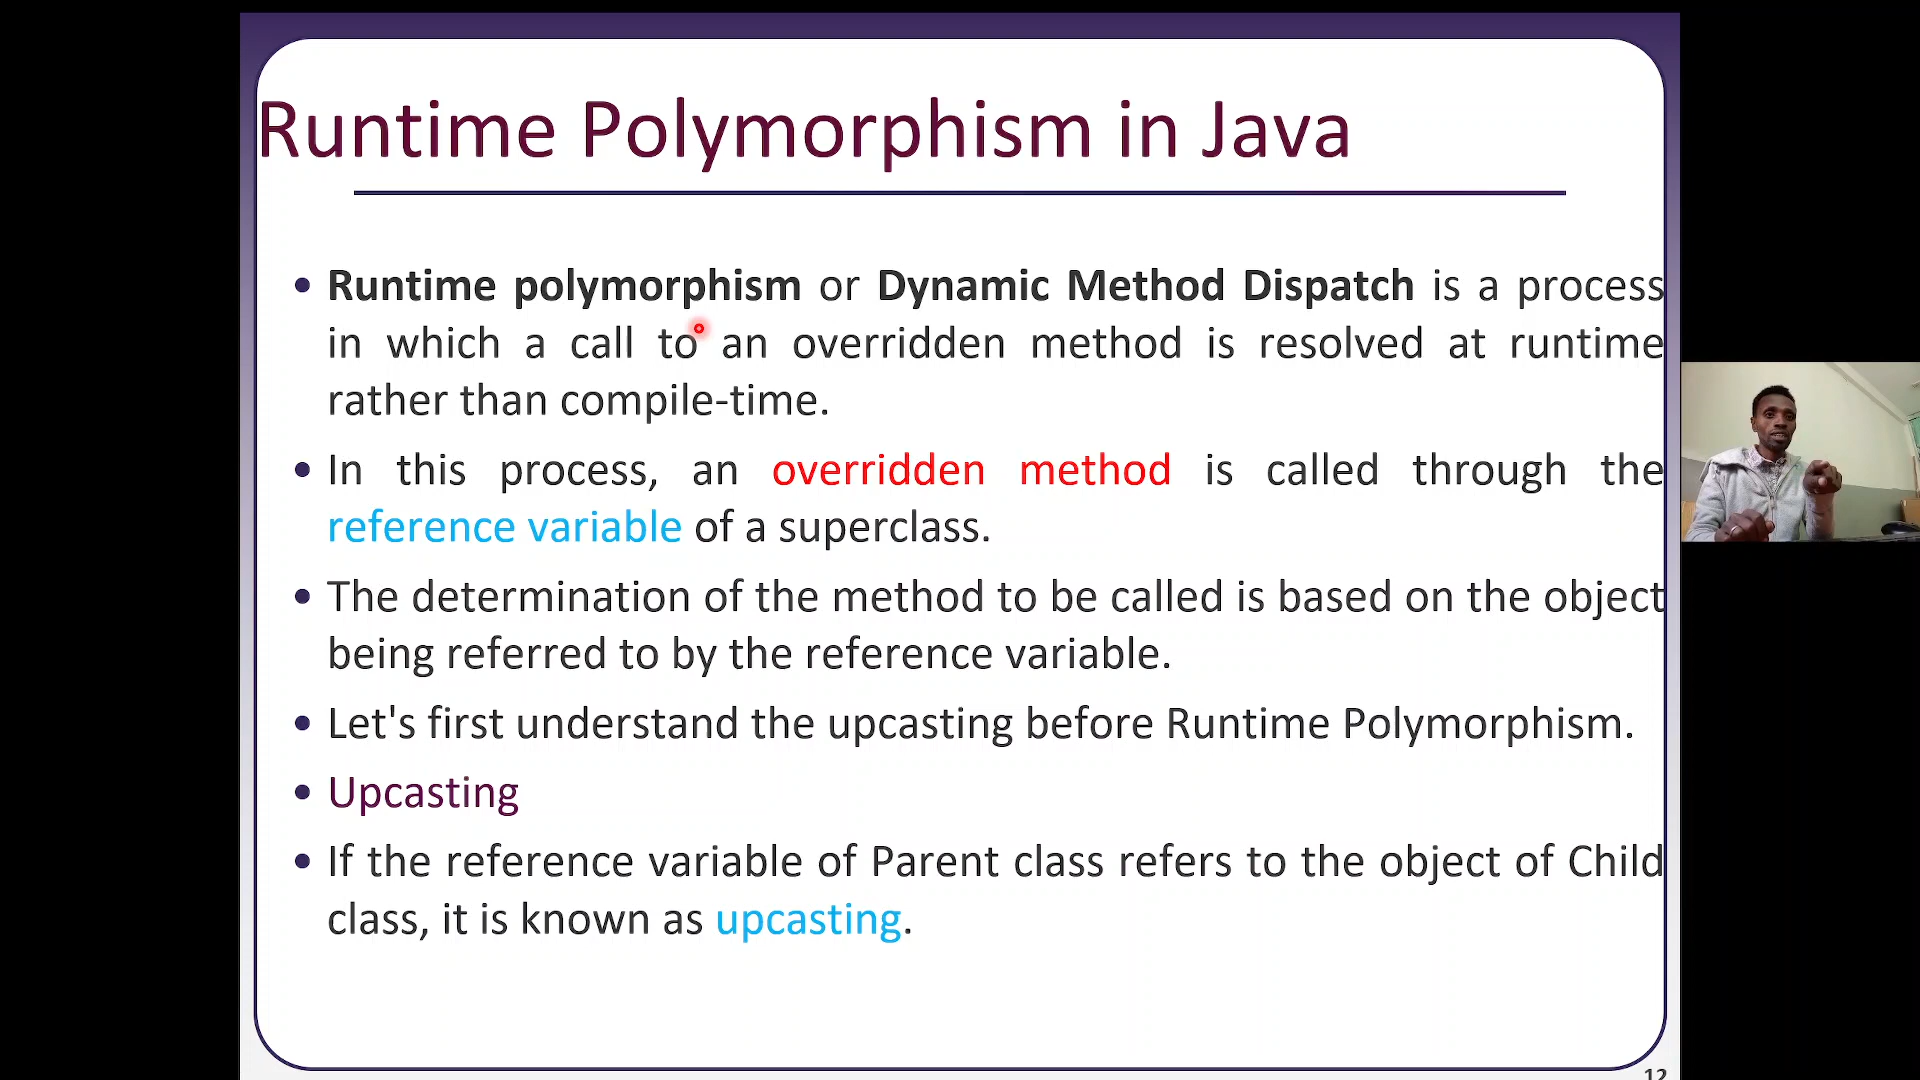 Runtime Polymorphism in Java
• Runtime polymorphism or Dynamic Method Dispatch is a process
in which a call to an overridden method is resolved at runtime
rather than compile-time.
• In this process, an overridden method is called through the
reference variable of a superclass.
• The determination of the method to be called is based on the object
being referred to by the reference variable.
• Let's first understand the upcasting before Runtime Polymorphism.
• Upcasting
• If the reference variable of Parent class refers to the object of Child
class, it is known as upcasting.
12